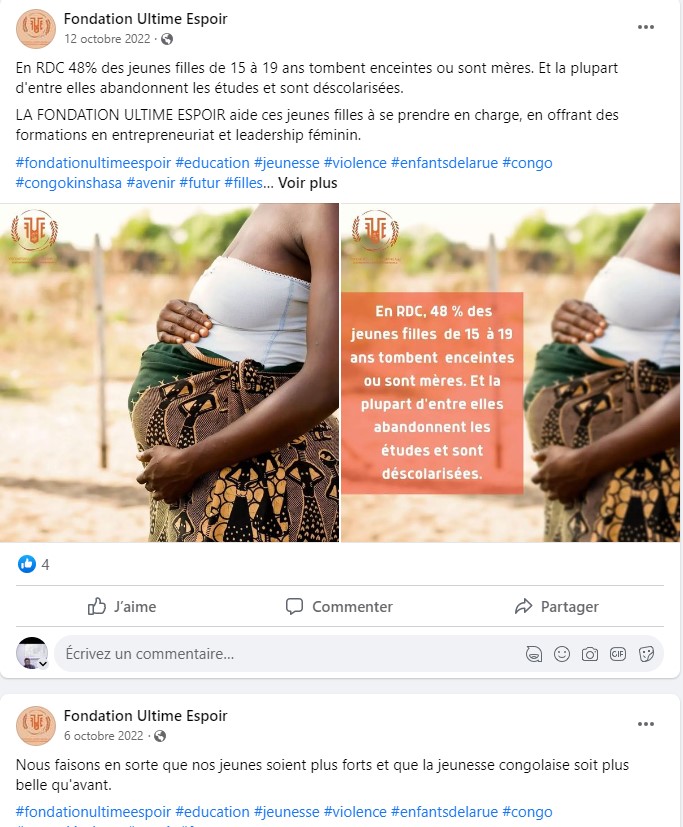 Fondation Ultime Espoir
12 octobre 2022 ·
En RDC 48% des jeunes filles de 15 à 19 ans tombent enceintes ou sont mères. Et la plupart
d'entre elles abandonnent les études et sont déscolarisées.
LA FONDATION ULTIME ESPOIR aide ces jeunes filles à se prendre en charge, en offrant des
formations en entrepreneuriat et leadership féminin.
#fondationultimeespoir #education #jeunesse #violence #enfantsdelarue #congo
#congokinshasa #avenir #futur #filles... Voir plus
En RDC, 48 % des
jeunes filles de 15 à 19
ans tombent enceintes
ou sont mères. Et la
plupart d'entre elles
abandonnent les
études et sont
déscolarisées.
4
J'aime
Commenter
Partager
Écrivez un commentaire...
GIF
Fondation Ultime Espoir
6 octobre 2022 ·
Nous faisons en sorte que nos jeunes soient plus forts et que la jeunesse congolaise soit plus
belle qu'avant.
#fondationultimeespoir #education #jeunesse #violence #enfantsdelarue #congo